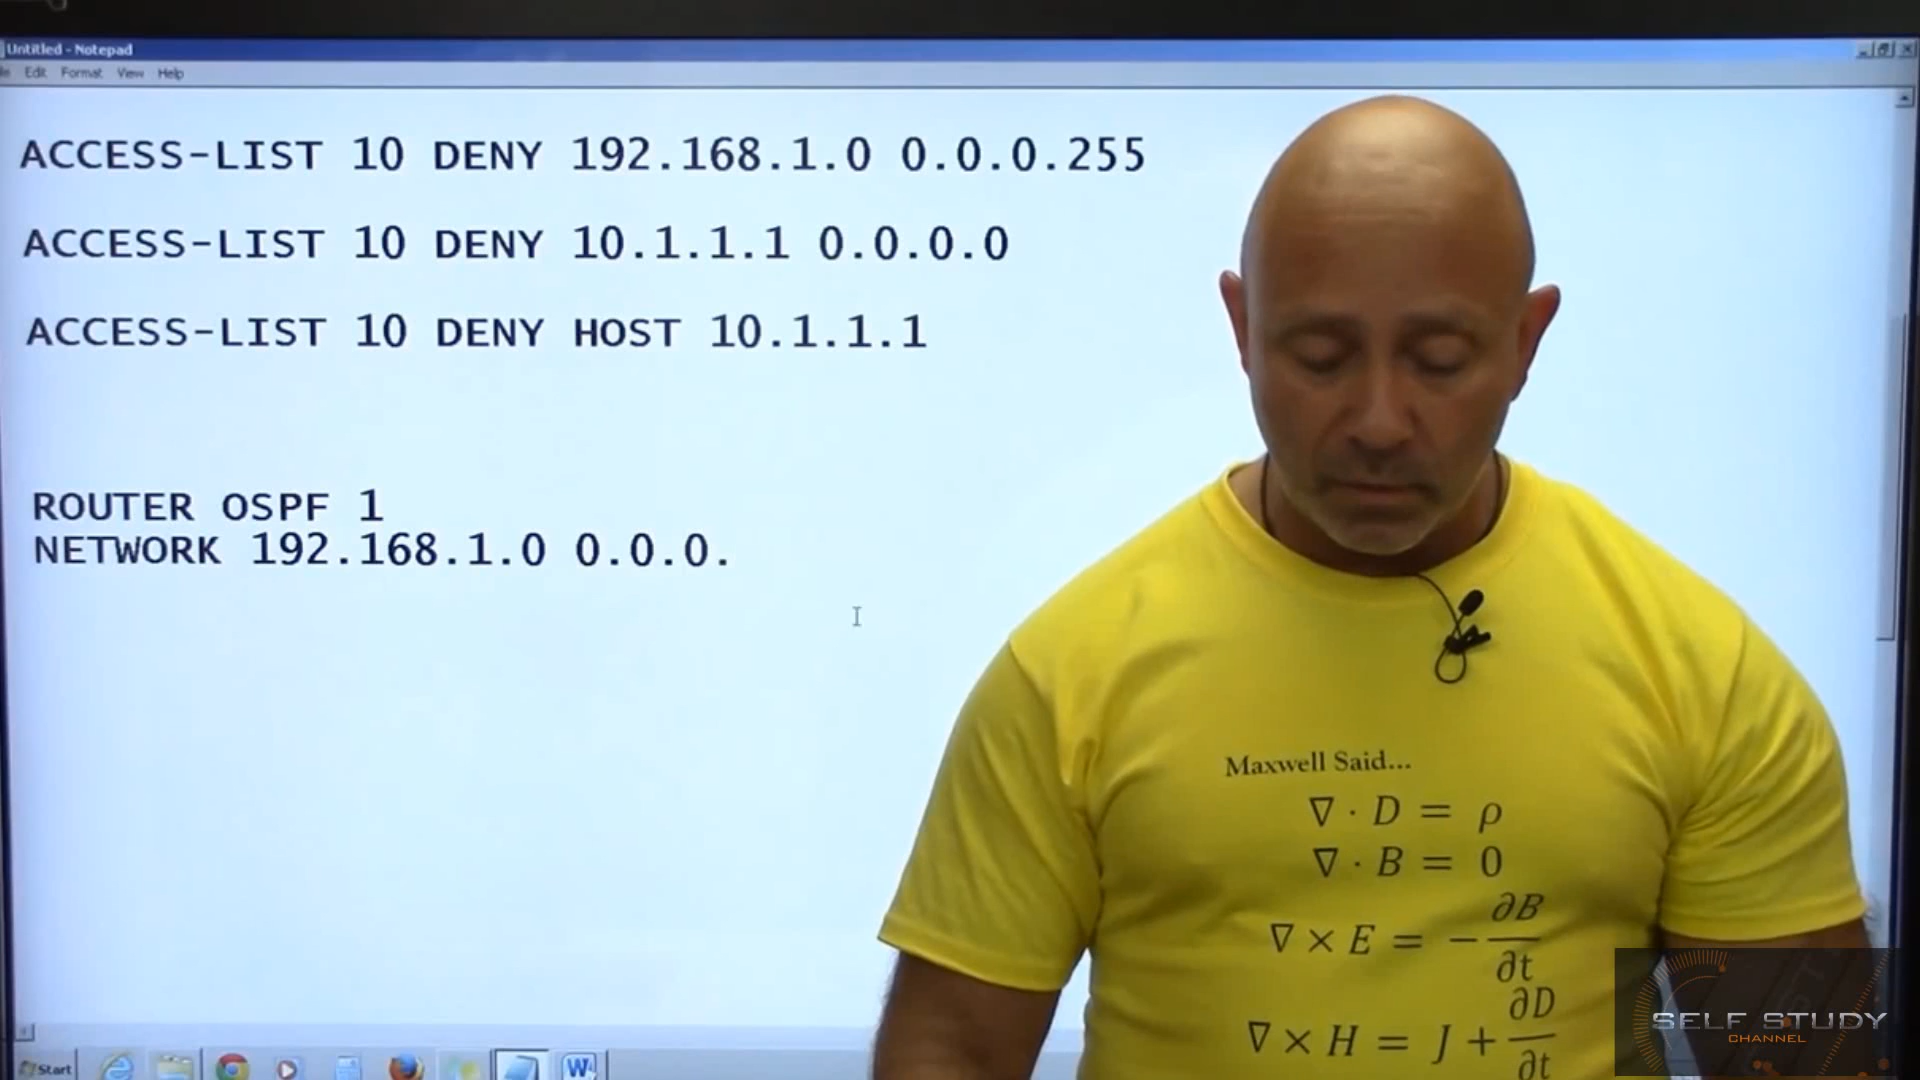 Untitled - Notepad
Edit Format View Help
ACCESS-LIST 10 DENY 192.168.1.0 0.0.0.255
ACCESS-LIST 10 DENY 10.1.1.1 0.0.0.0
ACCESS-LIST 10 DENY HOST 10.1.1.1
ROUTER OSPF 1
NETWORK 192.168.1.0 0.0.0.
Maxwell Said...
∇ · D = ρ
∇ · B = 0
∇ × E = − ∂B/∂t
∇ × H = J + ∂D/∂t
SELF STUDY
CHANNEL
Start